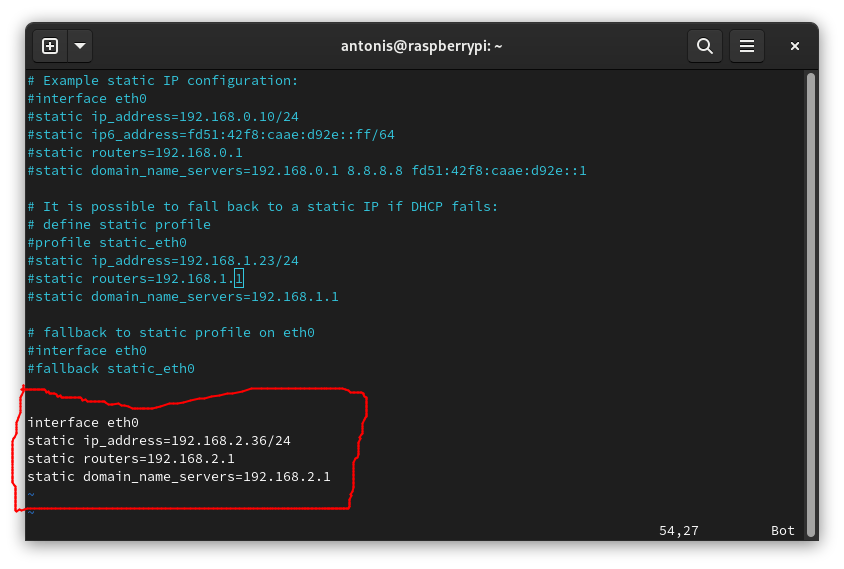 antonis@raspberrypi: ~
# Example static IP configuration:
#interface eth0
#static ip_address=192.168.0.10/24
#static ip6_address=fd51:42f8:caae:d92e::ff/64
#static routers=192.168.0.1
#static domain_name_servers=192.168.0.1 8.8.8.8 fd51:42f8:caae:d92e::1
# It is possible to fall back to a static IP if DHCP fails:
# define static profile
#profile static_eth0
#static ip_address=192.168.1.23/24
#static routers=192.168.1.1
#static domain_name_servers=192.168.1.1
# fallback to static profile on eth0
#interface eth0
#fallback static_eth0
interface eth0
static ip_address=192.168.2.36/24
static routers=192.168.2.1
static domain_name_servers=192.168.2.1
~
~
54,27 Bot